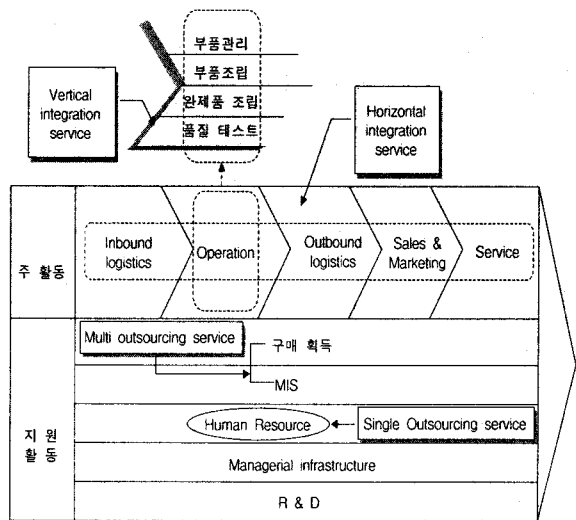 부품관리
부품조립
완제품 조립
품질 테스트
Vertical
integration
service
Horizontal
integration
service
주 활동
Inbound
logistics
Operation
Outbound
logistics
Sales &
Marketing
Service
지 원
활 동
Multi outsourcing service
구매 획득
MIS
Human Resource
Single Outsourcing service
Managerial infrastructure
R & D